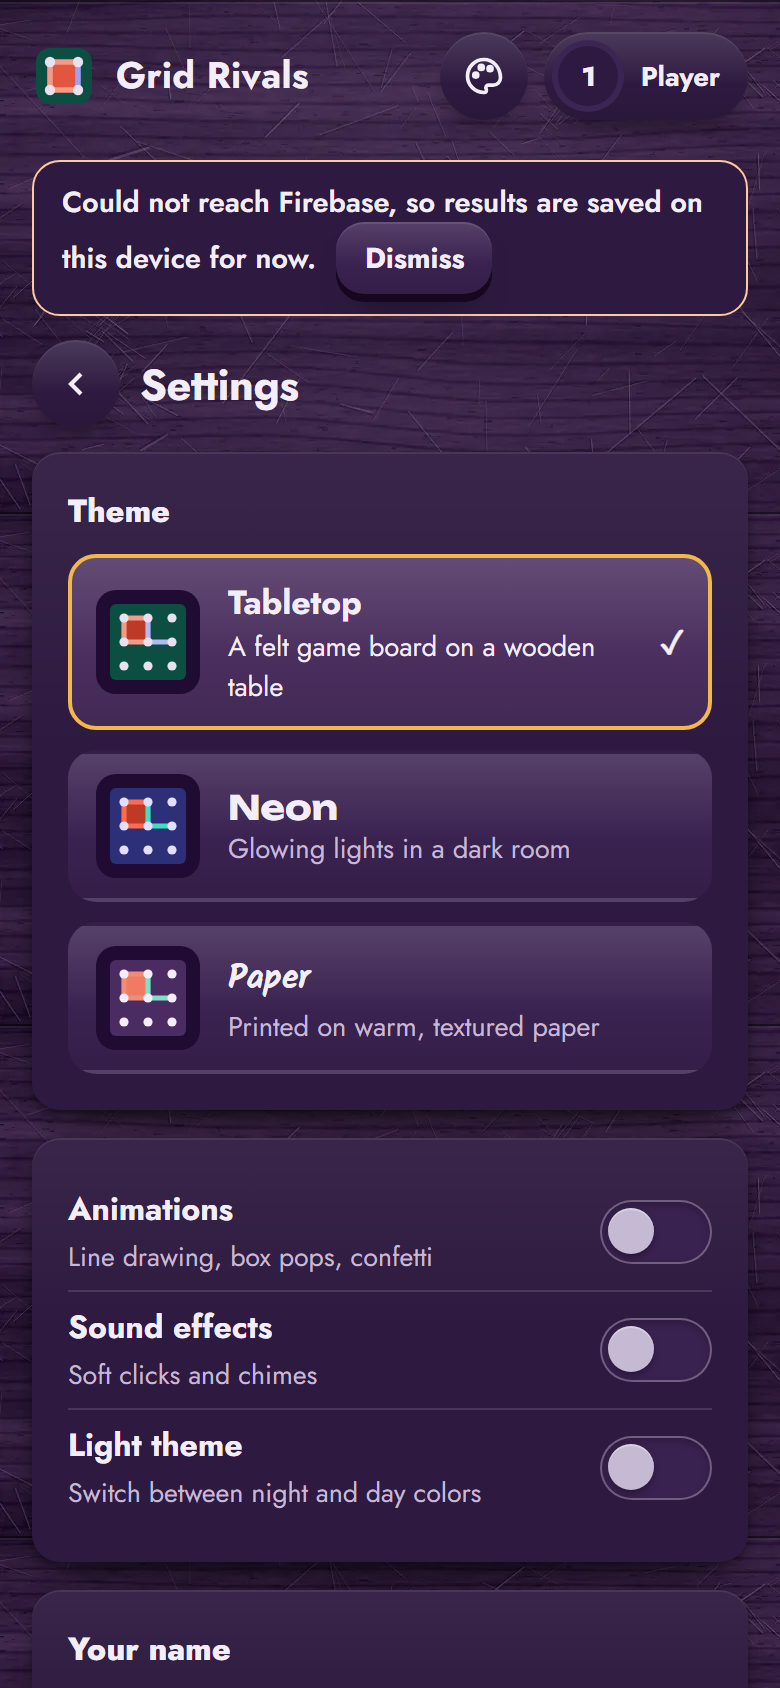 Grid Rivals
1 Player
Could not reach Firebase, so results are saved on
this device for now. Dismiss
Settings
Theme
Tabletop
A felt game board on a wooden
table
Neon
Glowing lights in a dark room
Paper
Printed on warm, textured paper
Animations
Line drawing, box pops, confetti
Sound effects
Soft clicks and chimes
Light theme
Switch between night and day colors
Your name